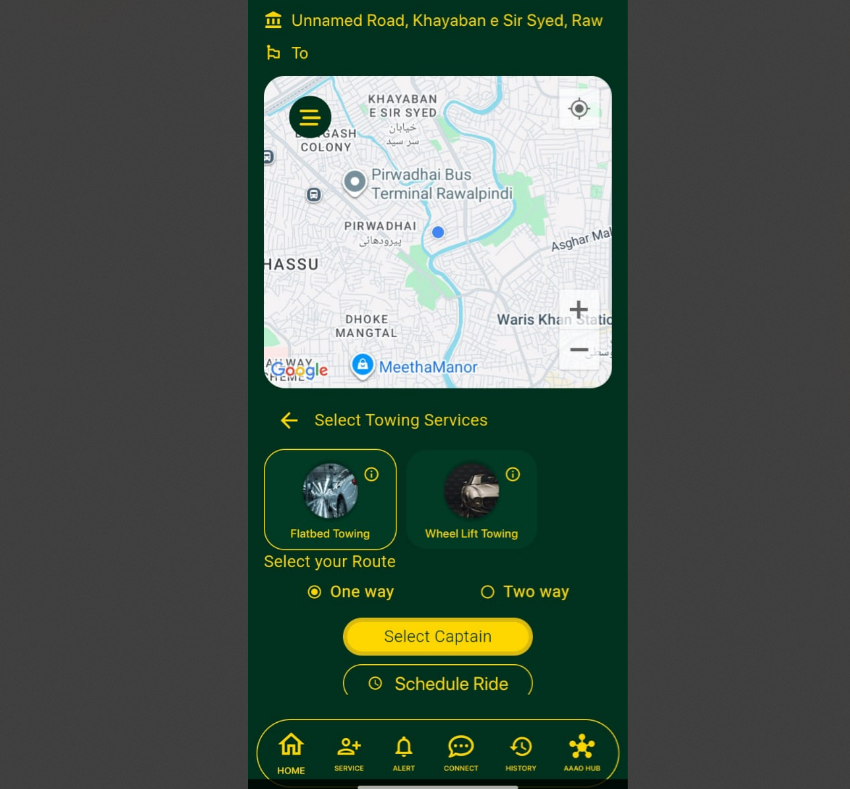 Unnamed Road, Khayaban e Sir Syed, Raw
To
KHAYABAN
E SIR SYED
خیابان
سر سید
COLONY
Pirwadhai Bus
Terminal Rawalpindi
PIRWADHAI
پیرودھائی
Asghar Mal
HASSU
DHOKE
MANGTAL
Waris Khan Static
MeethaManor
Google
Select Towing Services
Flatbed Towing
Wheel Lift Towing
Select your Route
One way
Two way
Select Captain
Schedule Ride
HOME
SERVICE
ALERT
CONNECT
HISTORY
AAAO HUB